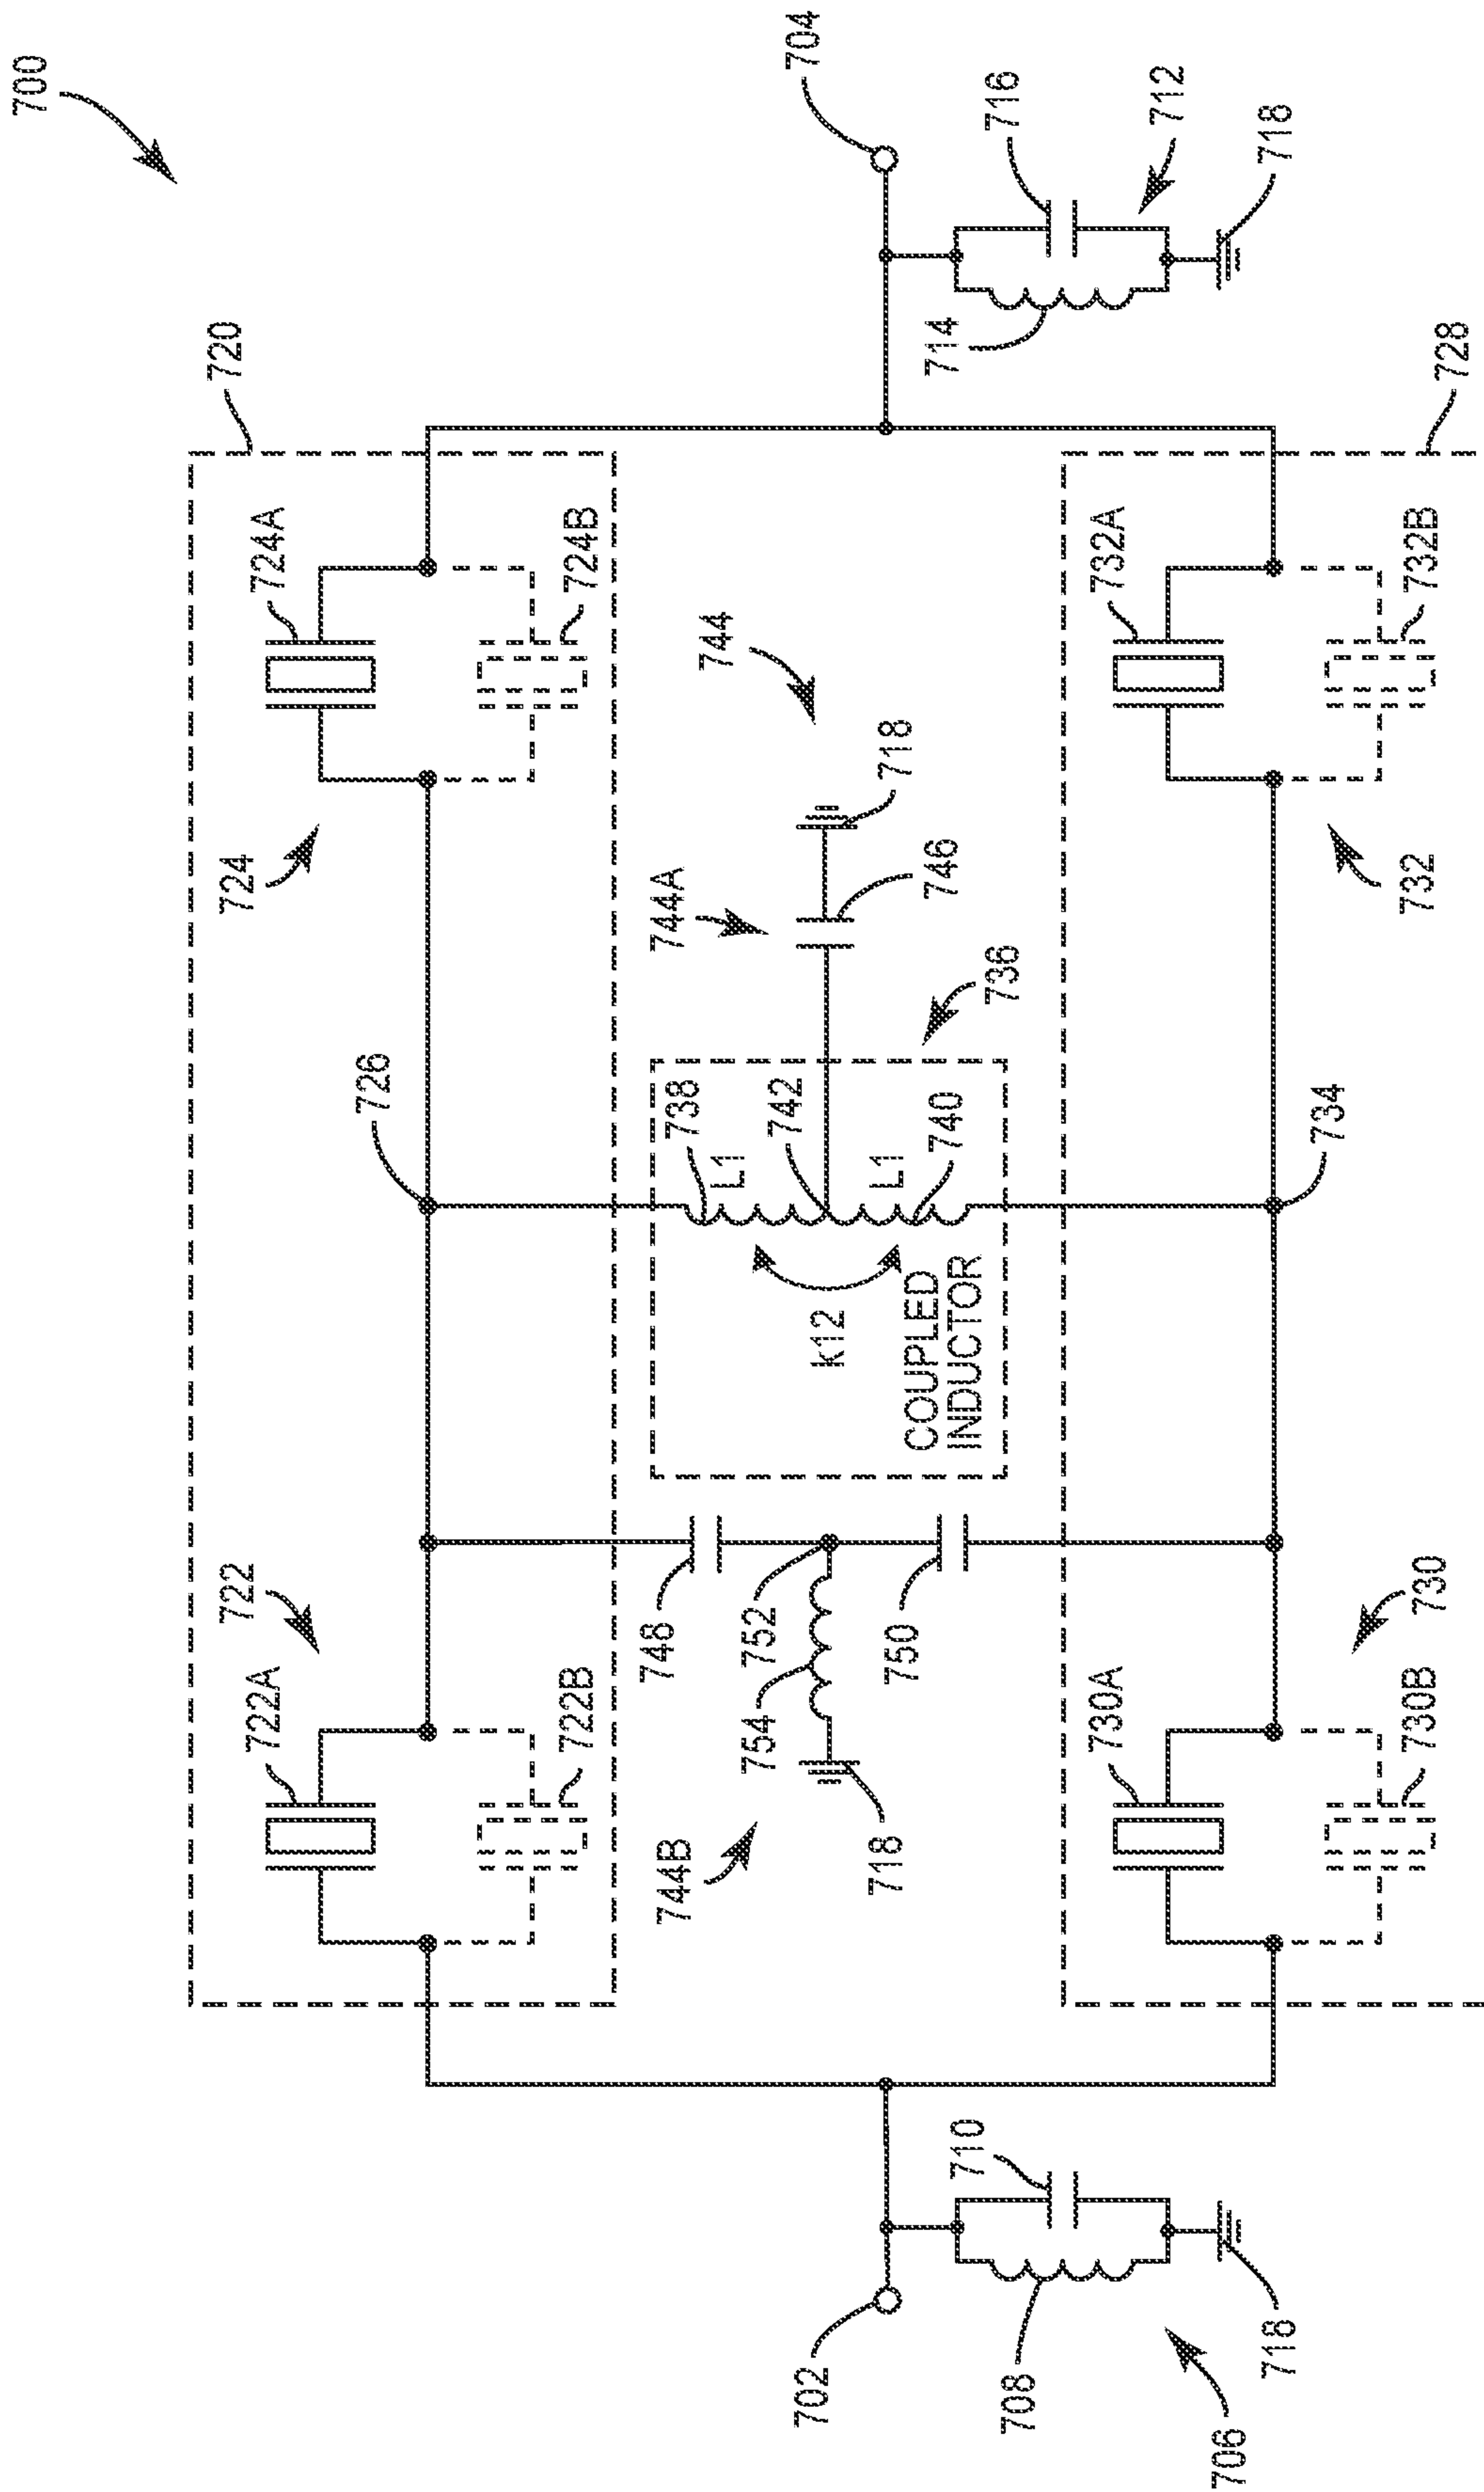 700
720
704
716
712
718
714
724A
724B
724
726
722
722A
722B
744
718
744A
746
736
738
742
740
L1
L1
k12
COUPLED
INDUCTOR
748
752
754
750
744B
718
728
732A
732B
732
734
730
730A
730B
702
710
708
706
718